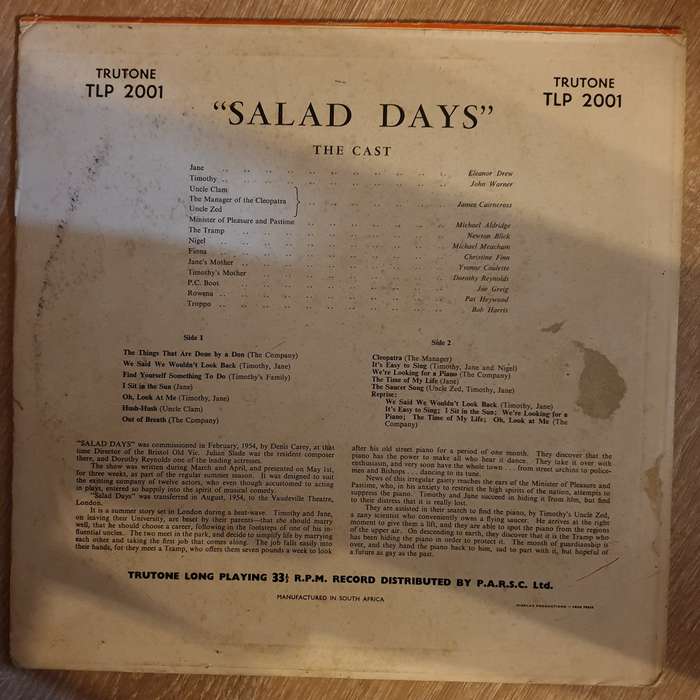 TRUTONE
TLP 2001
TRUTONE
TLP 2001
"SALAD DAYS"
THE CAST
Jane .. Eleanor Drew
Timothy .. John Warner
Uncle Clam
The Manager of the Cleopatra } James Cairncross
Uncle Zed
Minister of Pleasure and Pastime .. Michael Aldridge
The Tramp .. Newton Blick
Nigel .. Michael Meacham
Fiona .. Christine Finn
Jane's Mother .. Yvonne Coulette
Timothy's Mother .. Dorothy Reynolds
P.C. Boot .. Joe Greig
Rowena .. Pat Heywood
Troppo .. Bob Harris
Side 1
The Things That Are Done by a Don (The Company)
We Said We Wouldn't Look Back (Timothy, Jane)
Find Yourself Something To Do (Timothy's Family)
I Sit in the Sun (Jane)
Oh, Look At Me (Timothy, Jane)
Hush-Hush (Uncle Clam)
Out of Breath (The Company)
Side 2
Cleopatra (The Manager)
It's Easy to Sing (Timothy, Jane and Nigel)
We're Looking for a Piano (The Company)
The Time of My Life (Jane)
The Saucer Song (Uncle Zed, Timothy, Jane)
Reprise:
We Said We Wouldn't Look Back (Timothy, Jane)
It's Easy to Sing; I Sit in the Sun; We're Looking for a
Piano; The Time of My Life; Oh, Look at Me (The
Company)
"SALAD DAYS" was commissioned in February, 1954, by Denis Carey, at that
time Director of the Bristol Old Vic. Julian Slade was the resident composer
there, and Dorothy Reynolds one of the leading actresses.
The show was written during March and April, and presented on May 1st,
for three weeks, as part of the regular summer season. It was designed to suit
the existing company of twelve actors, who even though accustomed to acting
in plays, entered so happily into the spirit of musical comedy.
"Salad Days" was transferred in August, 1954, to the Vaudeville Theatre,
London.
It is a summer story set in London during a heat-wave. Timothy and Jane,
on leaving their University, are beset by their parents—that she should marry
well, that he should choose a career, following in the footsteps of one of his in-
fluential uncles. The two meet in the park, and decide to simplify life by marrying
each other and taking the first job that comes along. The job falls easily into
their hands, for they meet a Tramp, who offers them seven pounds a week to look
after his old street piano for a period of one month. They discover that the
piano has the power to make all who hear it dance. They take it over with
enthusiasm, and very soon have the whole town . . . from street urchins to police-
men and Bishops . . . dancing to its tune.
News of this irregular gaiety reaches the ears of the Minister of Pleasure and
Pastime, who, in his anxiety to restrict the high spirits of the nation, attempts to
suppress the piano. Timothy and Jane succeed in hiding it from him, but find
to their distress that it is really lost.
They are assisted in their search to find the piano, by Timothy's Uncle Zed,
a zany scientist who conveniently owns a flying saucer. He arrives at the right
moment to give them a lift, and they are able to spot the piano from the regions
of the upper air. On descending to earth, they discover that it is the Tramp who
has been hiding the piano in order to protect it. The month of guardianship is
over, and they hand the piano back to him, sad to part with it, but hopeful of
a future as gay as the past.
TRUTONE LONG PLAYING 33⅓ R.P.M. RECORD DISTRIBUTED BY P.A.R.S.C. Ltd.
MANUFACTURED IN SOUTH AFRICA